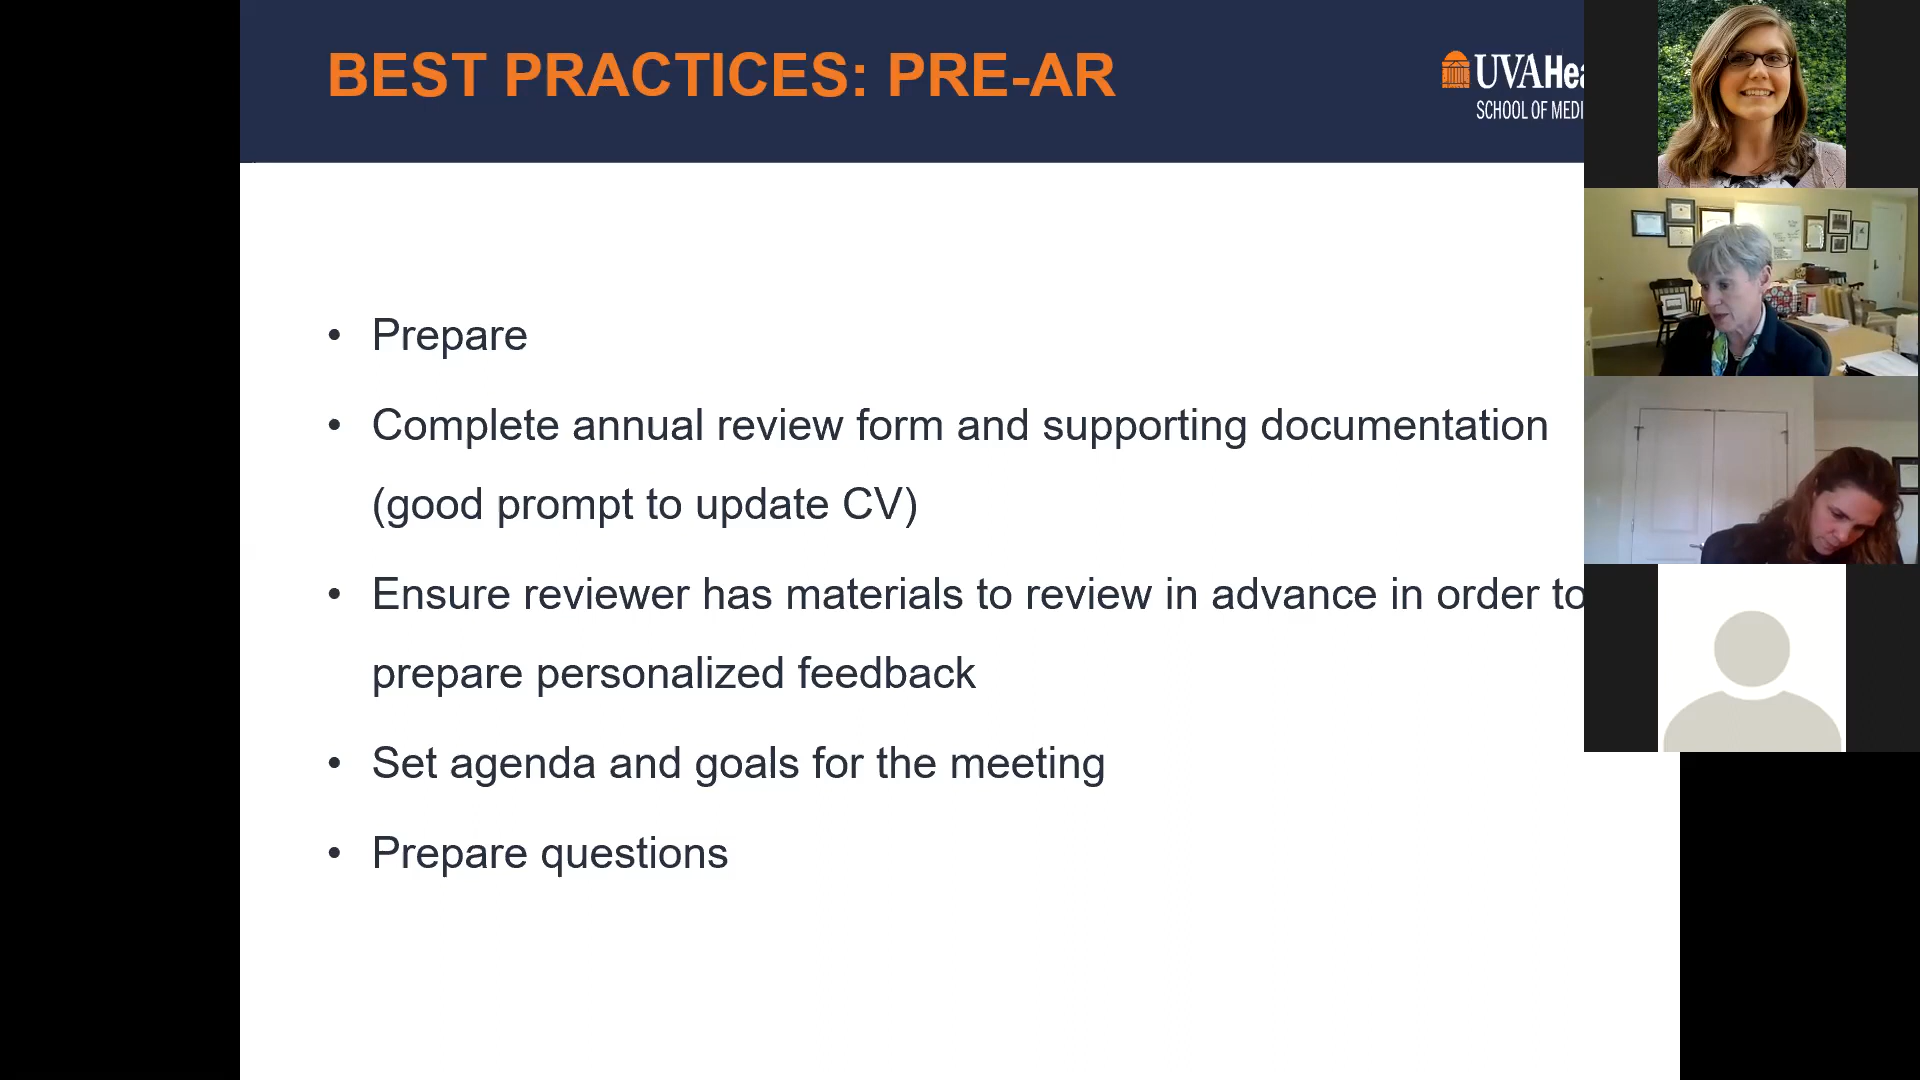 BEST PRACTICES: PRE-AR
UVAHea
SCHOOL OF MEDI
• Prepare
• Complete annual review form and supporting documentation
(good prompt to update CV)
• Ensure reviewer has materials to review in advance in order to
prepare personalized feedback
• Set agenda and goals for the meeting
• Prepare questions